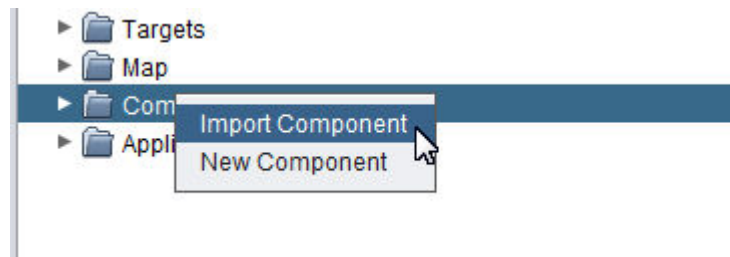 Targets
Map
Com
Import Component
Appli
New Component